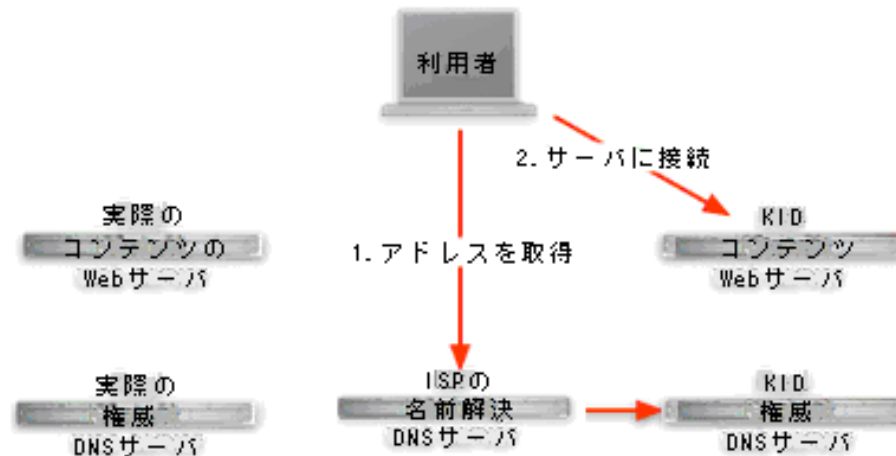 利用者
2.サーバに接続
実際の
コンテンツの
Webサーバ
1.アドレスを取得
KID
コンテンツ
Webサーバ
実際の
権威
DNSサーバ
ISPの
名前解決
DNSサーバ
KID
権威
DNSサーバ